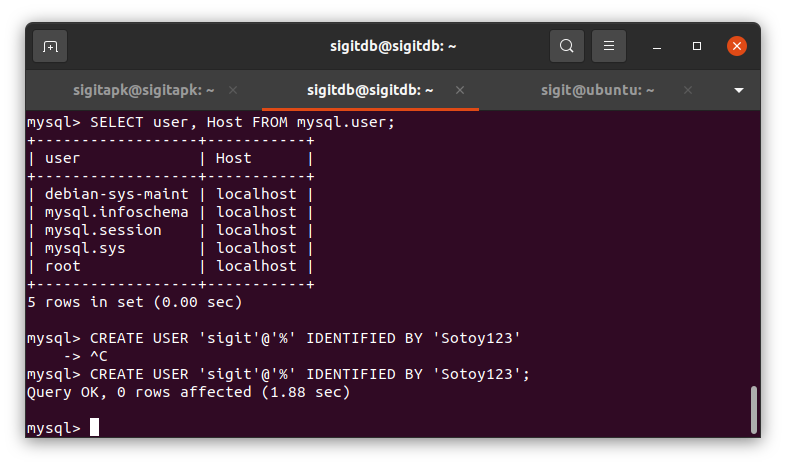 sigitdb@sigitdb: ~
sigitapk@sigitapk: ~
sigitdb@sigitdb: ~
sigit@ubuntu: ~
mysql> SELECT user, Host FROM mysql.user;
+------------------+-----------+
| user             | Host      |
+------------------+-----------+
| debian-sys-maint | localhost |
| mysql.infoschema | localhost |
| mysql.session    | localhost |
| mysql.sys        | localhost |
| root             | localhost |
+------------------+-----------+
5 rows in set (0.00 sec)
mysql> CREATE USER 'sigit'@'%' IDENTIFIED BY 'Sotoy123'
    -> ^C
mysql> CREATE USER 'sigit'@'%' IDENTIFIED BY 'Sotoy123';
Query OK, 0 rows affected (1.88 sec)
mysql>